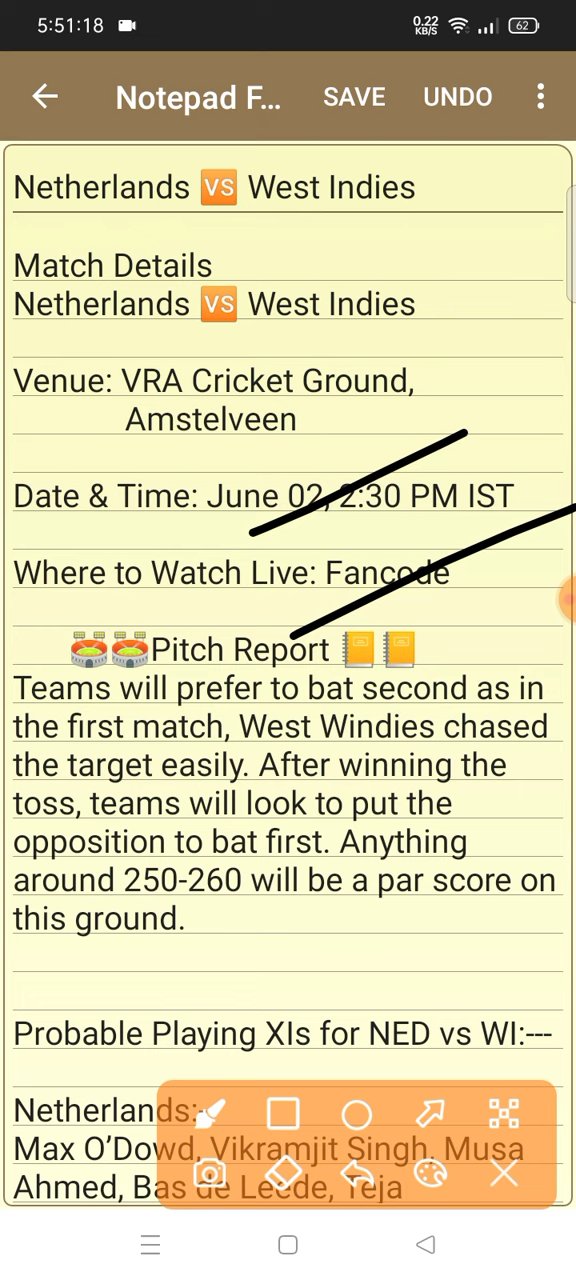 5:51:18
0.22
KB/S
62
Notepad F...
SAVE
UNDO
Netherlands 🆚 West Indies
Match Details
Netherlands 🆚 West Indies
Venue: VRA Cricket Ground,
Amstelveen
Date & Time: June 02, 2:30 PM IST
Where to Watch Live: Fancode
🏟️🏟️Pitch Report 📒📒
Teams will prefer to bat second as in
the first match, West Windies chased
the target easily. After winning the
toss, teams will look to put the
opposition to bat first. Anything
around 250-260 will be a par score on
this ground.
Probable Playing XIs for NED vs WI:---
Netherlands:-
Max O’Dowd, Vikramjit Singh, Musa
Ahmed, Bas de Leede, Teja